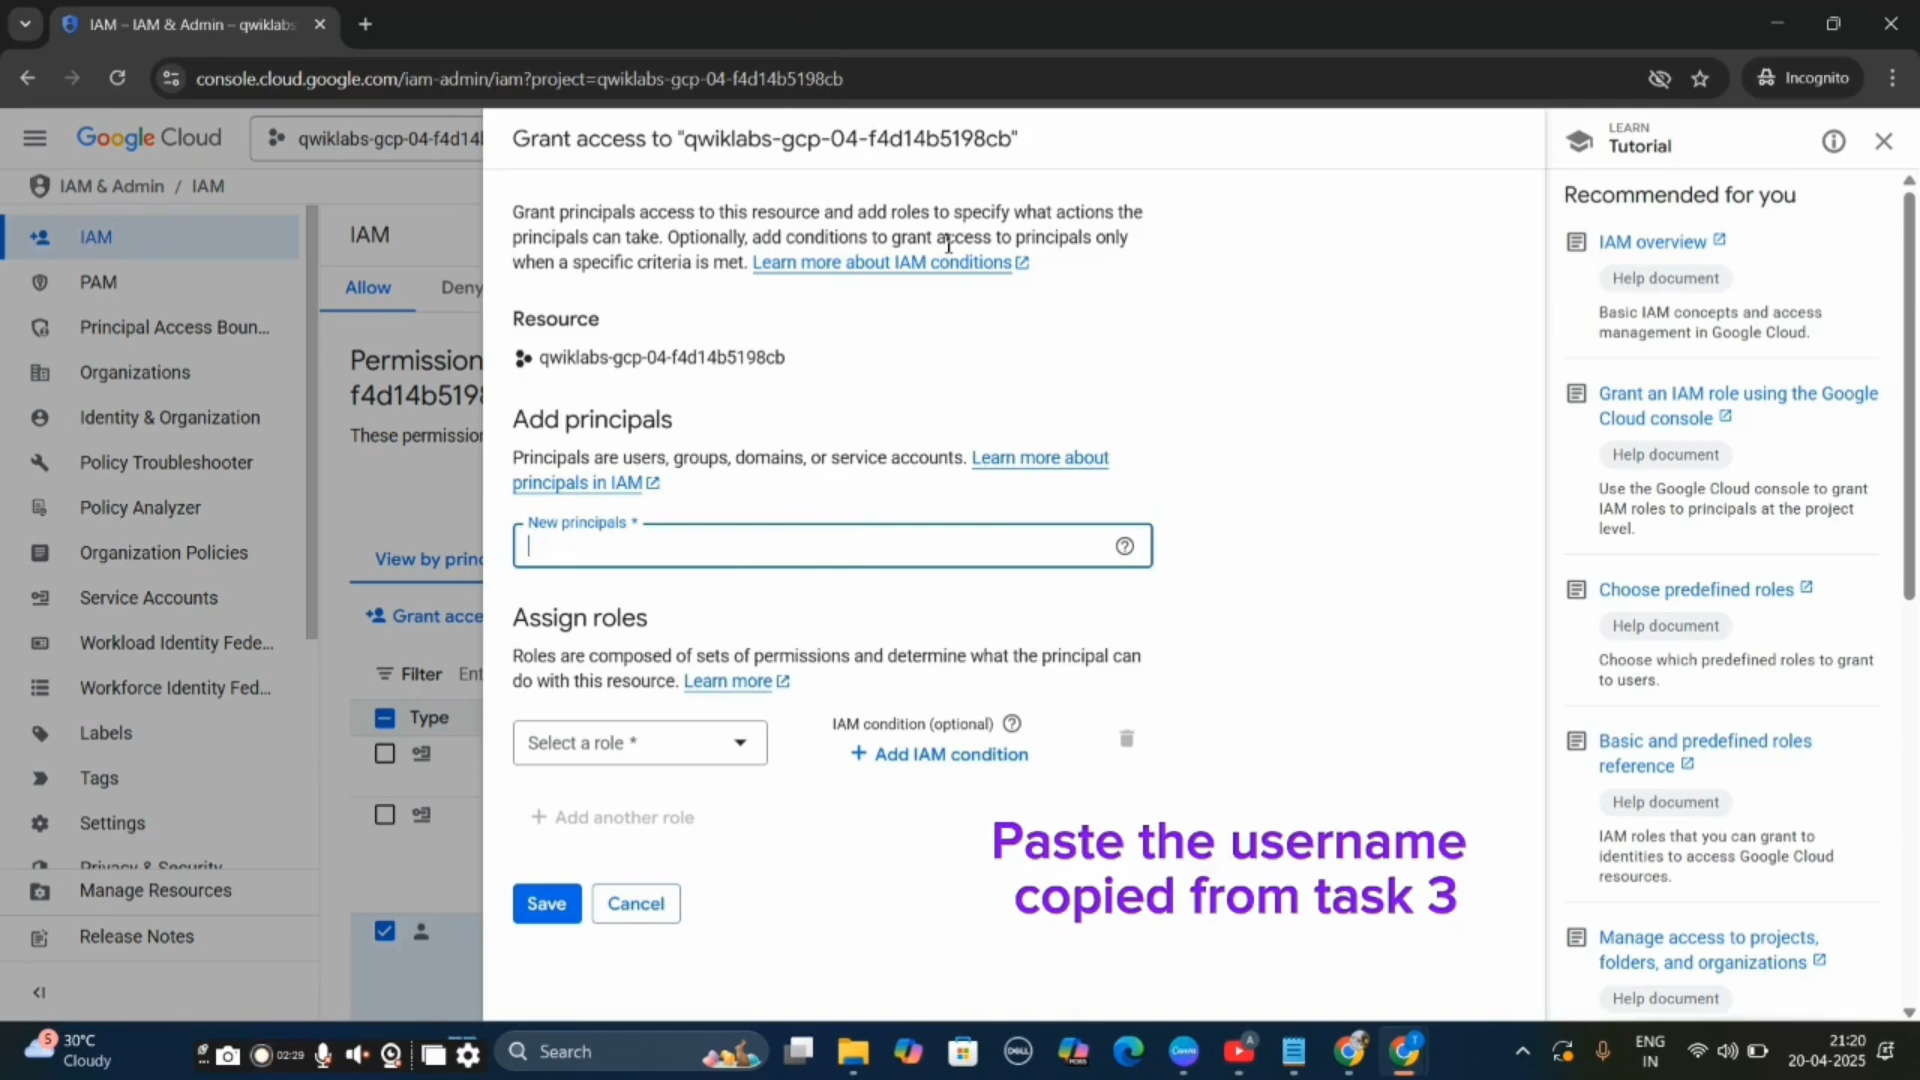 IAM – IAM & Admin – qwiklabs
console.cloud.google.com/iam-admin/iam?project=qwiklabs-gcp-04-f4d14b5198cb
Incognito
Google Cloud
qwiklabs-gcp-04-f4d14
IAM & Admin / IAM
IAM
PAM
Principal Access Boun...
Organizations
Identity & Organization
Policy Troubleshooter
Policy Analyzer
Organization Policies
Service Accounts
Workload Identity Fede...
Workforce Identity Fed...
Labels
Tags
Settings
Privacy & Security
Manage Resources
Release Notes
IAM
Allow
Deny
Permission
f4d14b519
These permission
View by princ
Grant acce
Filter Ent
Type
Grant access to "qwiklabs-gcp-04-f4d14b5198cb"
Grant principals access to this resource and add roles to specify what actions the
principals can take. Optionally, add conditions to grant access to principals only
when a specific criteria is met. Learn more about IAM conditions
Resource
qwiklabs-gcp-04-f4d14b5198cb
Add principals
Principals are users, groups, domains, or service accounts. Learn more about
principals in IAM
New principals *
Assign roles
Roles are composed of sets of permissions and determine what the principal can
do with this resource. Learn more
Select a role *
IAM condition (optional)
+ Add IAM condition
+ Add another role
Save
Cancel
Paste the username
copied from task 3
LEARN
Tutorial
Recommended for you
IAM overview
Help document
Basic IAM concepts and access
management in Google Cloud.
Grant an IAM role using the Google
Cloud console
Help document
Use the Google Cloud console to grant
IAM roles to principals at the project
level.
Choose predefined roles
Help document
Choose which predefined roles to grant
to users.
Basic and predefined roles
reference
Help document
IAM roles that you can grant to
identities to access Google Cloud
resources.
Manage access to projects,
folders, and organizations
Help document
5
30°C
Cloudy
02:29
Search
DELL
Canva
A
T
ENG
IN
21:20
20-04-2025